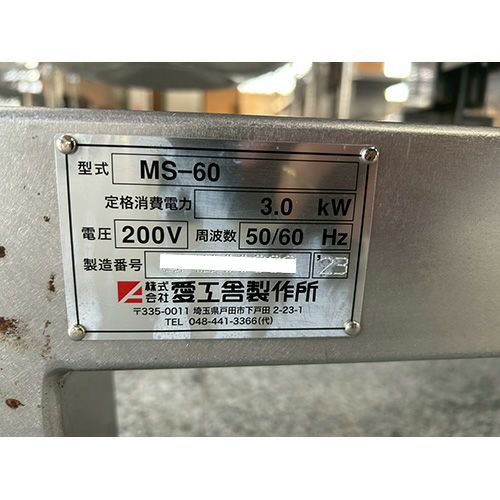 型式 MS-60
定格消費電力 3.0 kW
電圧 200V 周波数 50/60 Hz
製造番号 '23
株式会社 愛工舎製作所
〒335-0011 埼玉県戸田市下戸田 2-23-1
TEL 048-441-3366(代)